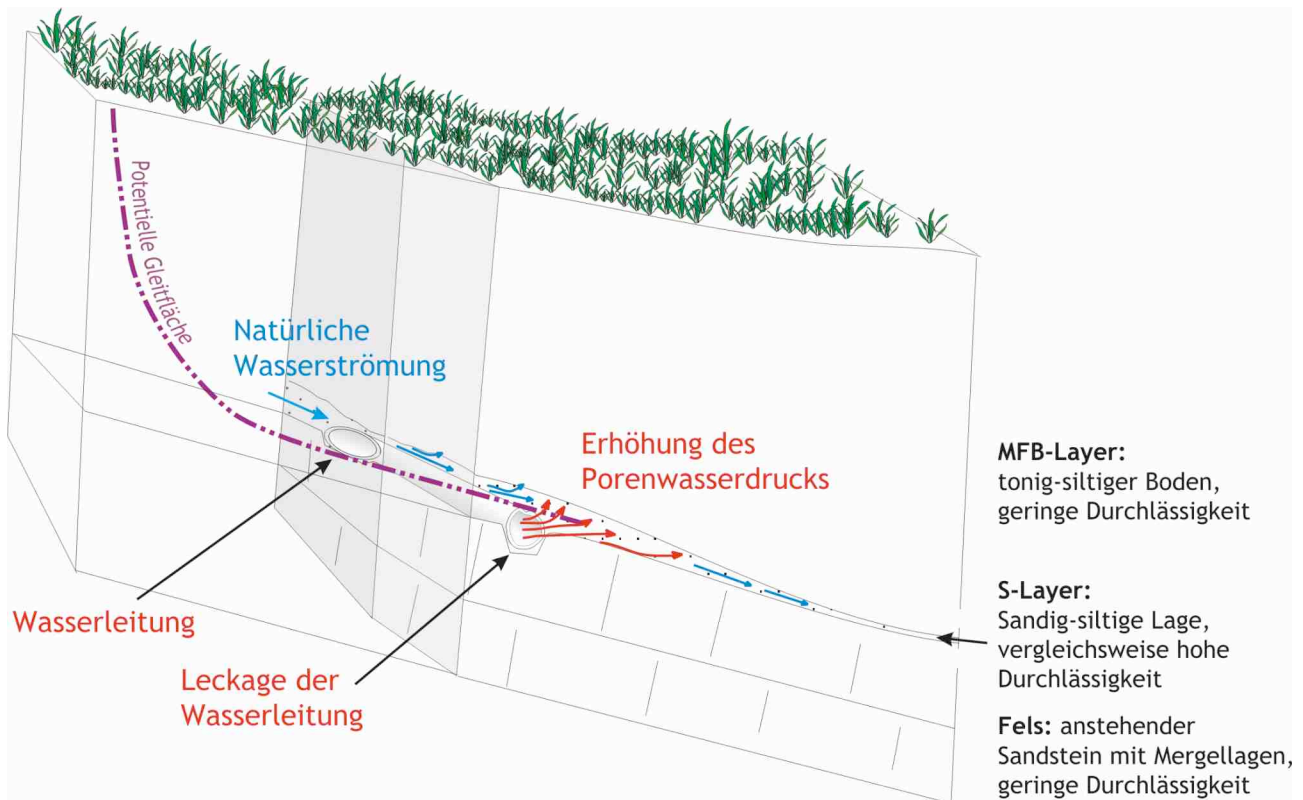 Potentielle Gleitfläche
Natürliche
Wasserströmung
Erhöhung des
Porenwasserdrucks
Wasserleitung
Leckage der
Wasserleitung
MFB-Layer:
tonig-siltiger Boden,
geringe Durchlässigkeit
S-Layer:
Sandig-siltige Lage,
vergleichsweise hohe
Durchlässigkeit
Fels: anstehender
Sandstein mit Mergellagen,
geringe Durchlässigkeit